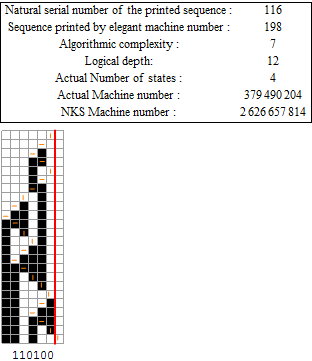 Natural serial number of the printed sequence : 116
Sequence printed by elegant machine number : 198
Algorithmic complexity : 7
Logical depth: 12
Actual Number of states : 4
Actual Machine number : 379 490 204
NKS Machine number : 2 626 657 814
110100